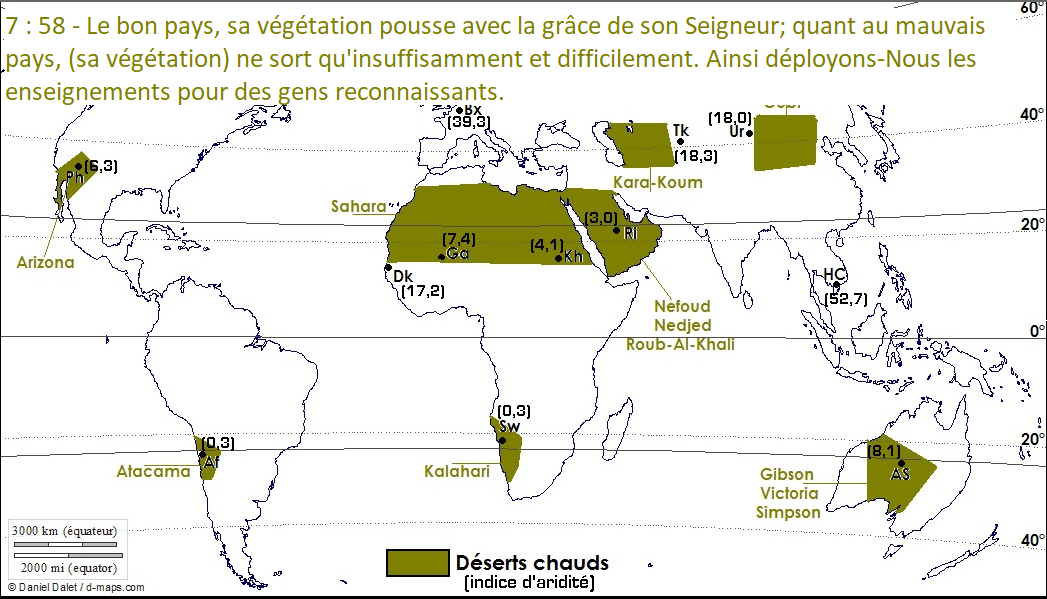 7 : 58 - Le bon pays, sa végétation pousse avec la grâce de son Seigneur; quant au mauvais
pays, (sa végétation) ne sort qu'insuffisamment et difficilement. Ainsi déployons-Nous les
enseignements pour des gens reconnaissants.
60°
40°
Bx
(39,3)
Tk
(18,3)
(18,0)
Ur
Kara-Koum
Ph
(6,3)
Arizona
Sahara
(7,4)
Ga
(4,1)
Kh
(3,0)
RI
20°
Dk
(17,2)
HC
(52,7)
Nefoud
Nedjed
Roub-Al-Khali
0°
(0,3)
Af
Atacama
(0,3)
Sw
Kalahari
20°
(8,1)
AS
Gibson
Victoria
Simpson
40°
3000 km (équateur)
2000 mi (equator)
© Daniel Dalet / d-maps.com
Déserts chauds
(indice d'aridité)